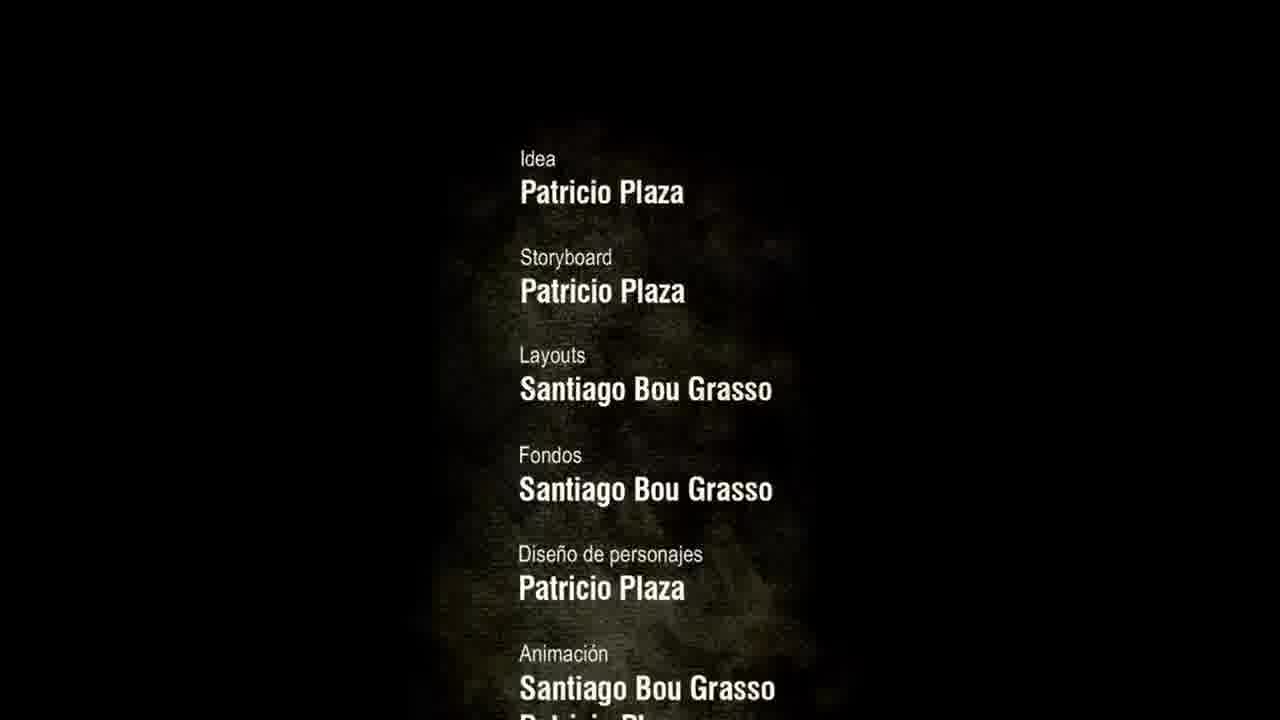 Idea
Patricio Plaza
Storyboard
Patricio Plaza
Layouts
Santiago Bou Grasso
Fondos
Santiago Bou Grasso
Diseño de personajes
Patricio Plaza
Animación
Santiago Bou Grasso